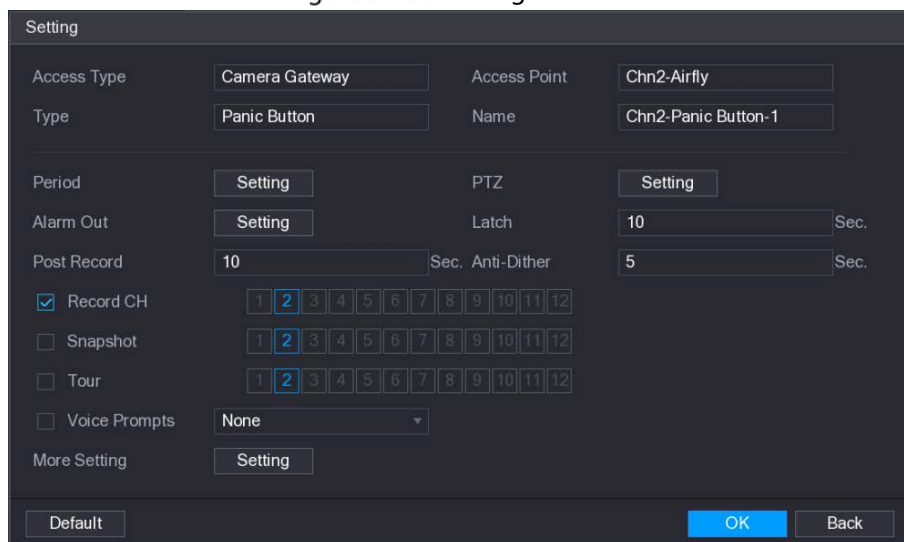 Setting
Access Type Camera Gateway Access Point Chn2-Airfly
Type Panic Button Name Chn2-Panic Button-1
Period Setting PTZ Setting
Alarm Out Setting Latch 10 Sec.
Post Record 10 Sec. Anti-Dither 5 Sec.
Record CH 1 2 3 4 5 6 7 8 9 10 11 12
Snapshot 1 2 3 4 5 6 7 8 9 10 11 12
Tour 1 2 3 4 5 6 7 8 9 10 11 12
Voice Prompts None
More Setting Setting
Default OK Back